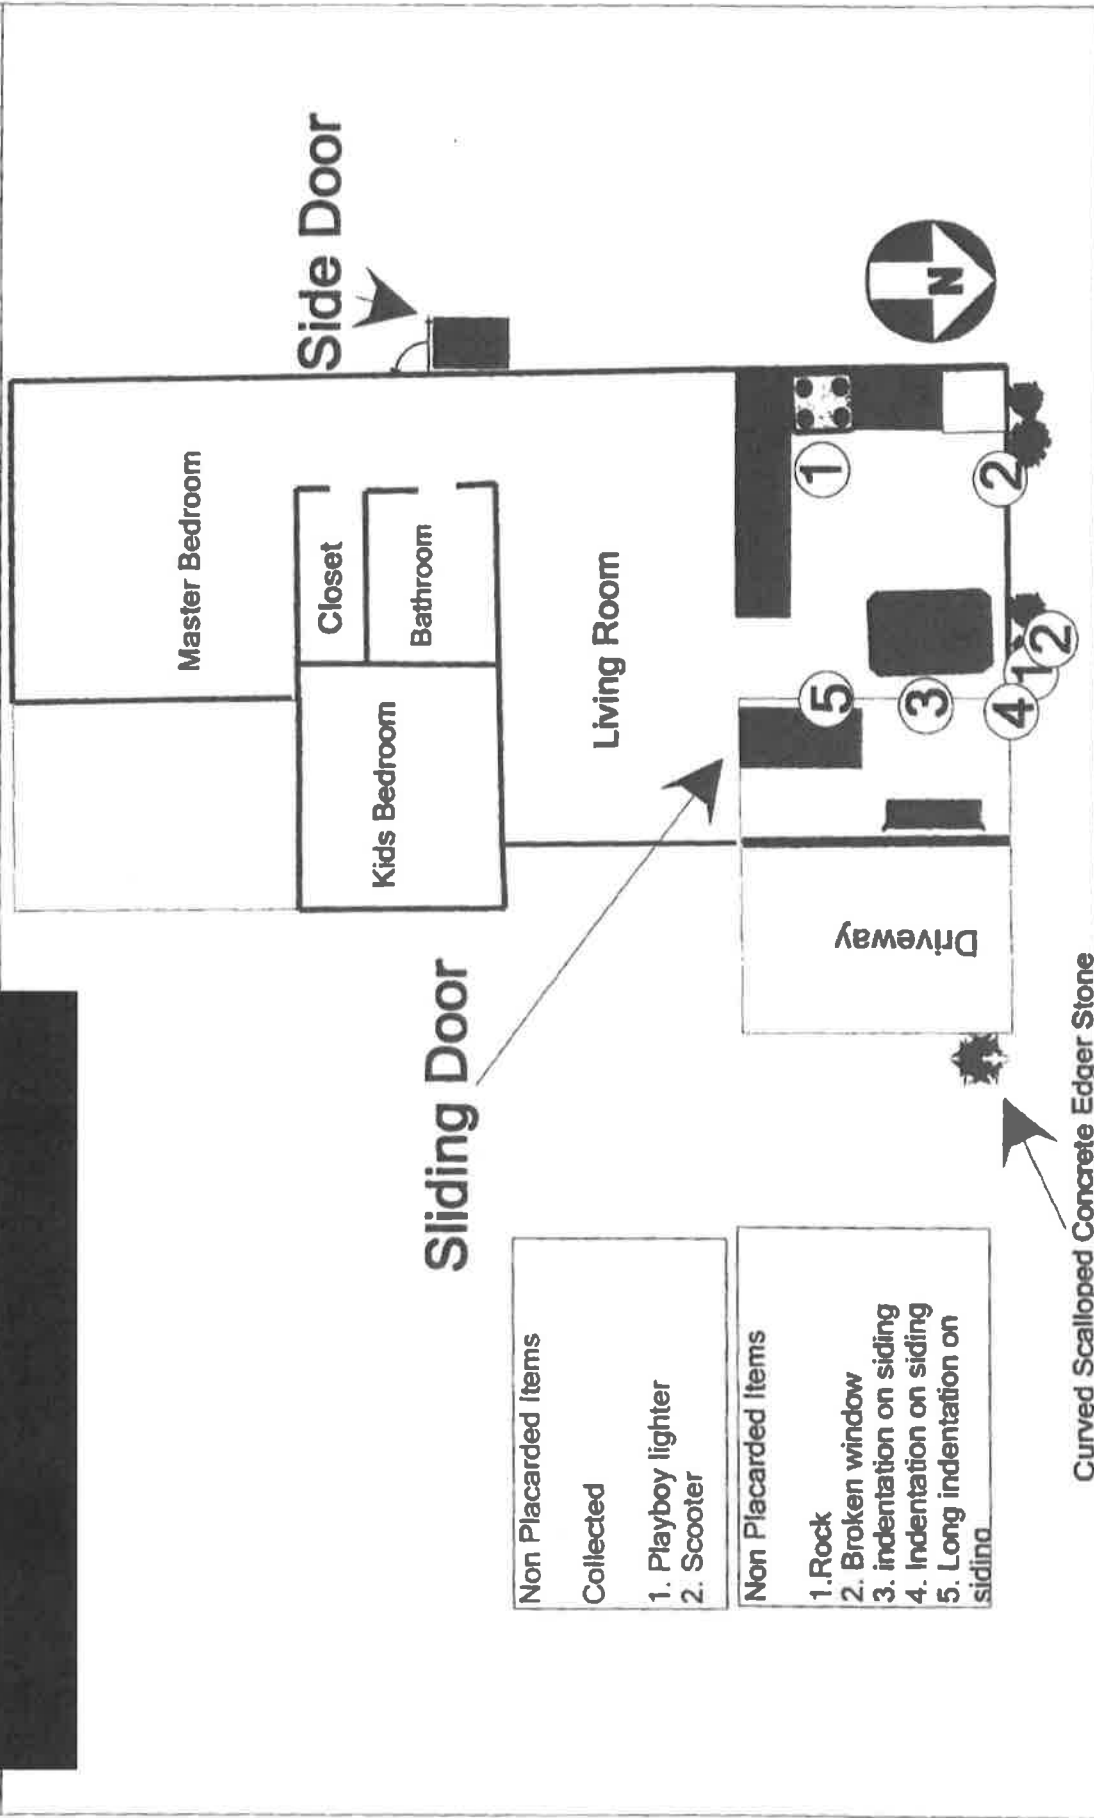 Master Bedroom
Side Door
Closet
Kids Bedroom
Bathroom
Sliding Door
Living Room
Non Placarded Items
Collected
1. Playboy lighter
2. Scooter
Non Placarded Items
1.Rock
2. Broken window
3. indentation on siding
4. Indentation on siding
5. Long indentation on
siding
Driveway
5
1
3
N
4
1
2
2
Curved Scalloped Concrete Edger Stone